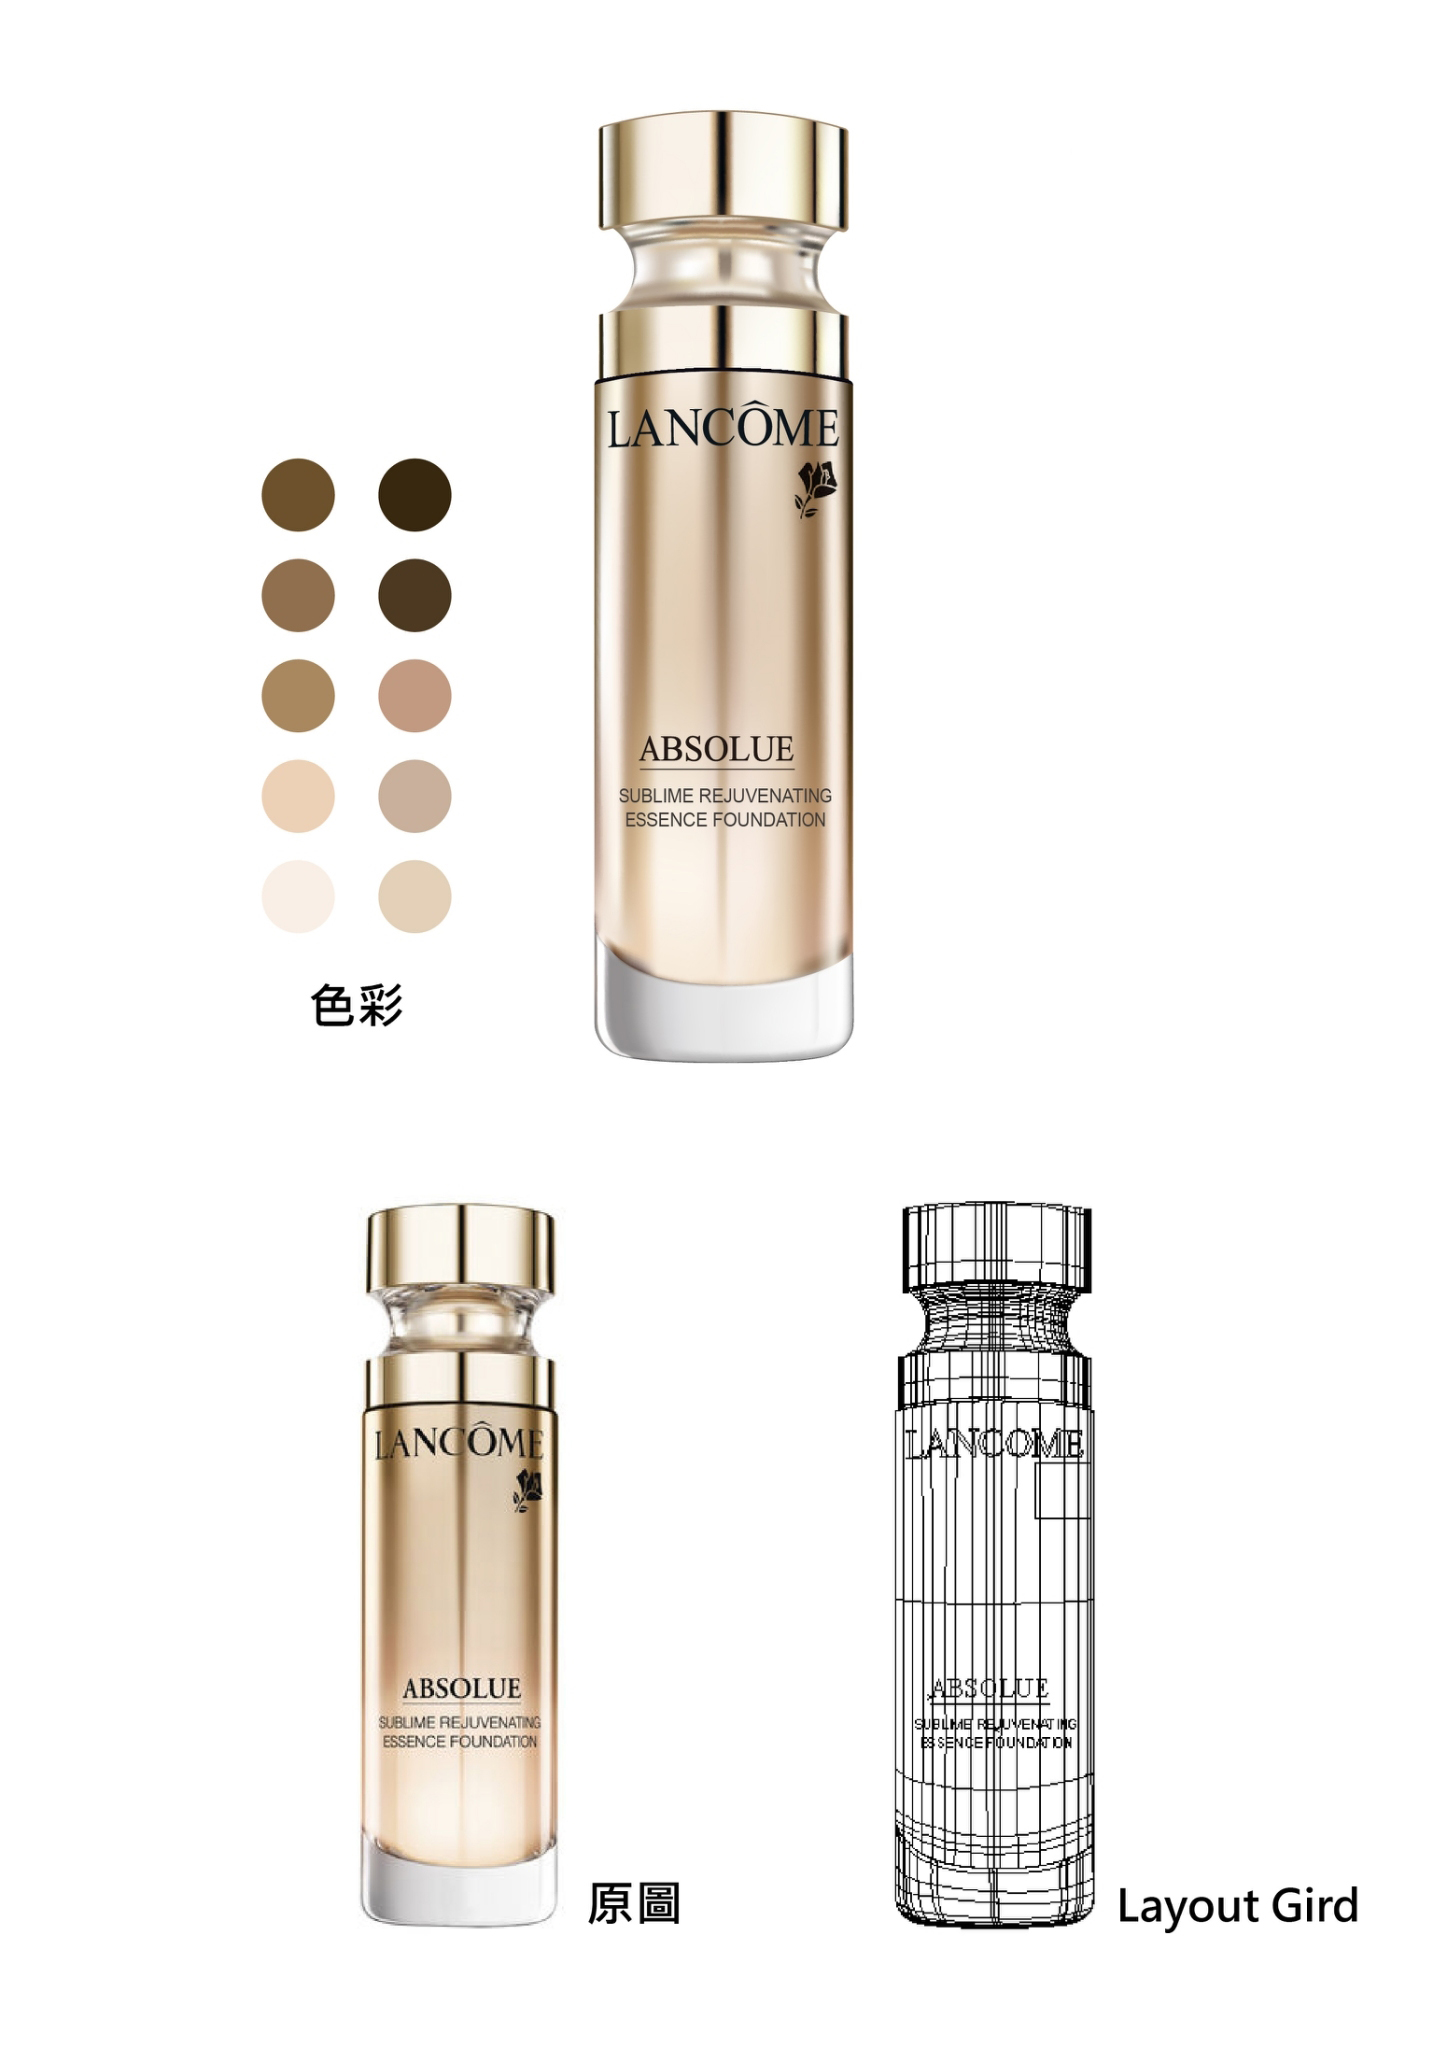 LANCÔME
ABSOLUE
SUBLIME REJUVENATING
ESSENCE FOUNDATION
色彩
LANCÔME
ABSOLUE
SUBLIME REJUVENATING
ESSENCE FOUNDATION
原圖
LANCOME
ABSOLUE
SUBLIME REJUVENATING
ESSENCE FOUNDATION
Layout Gird